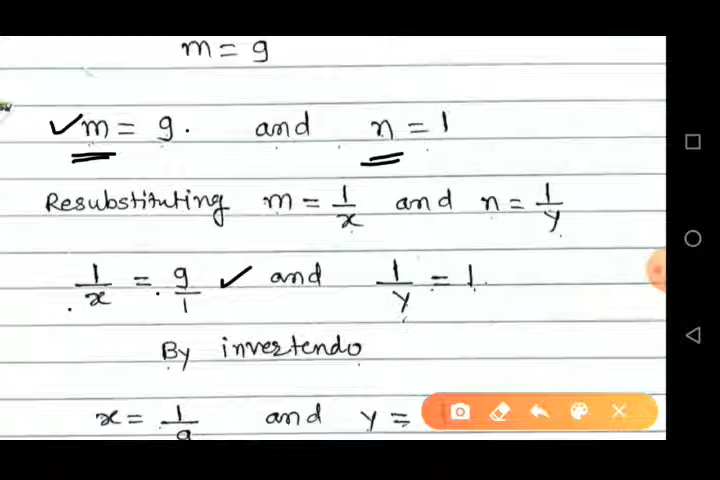 m = 9
m = 9. and n = 1
Resubstituting m = 1/x and n = 1/y
1/x = 9/1 ✓ and 1/y = 1
By invertendo
x = 1/9 and y =